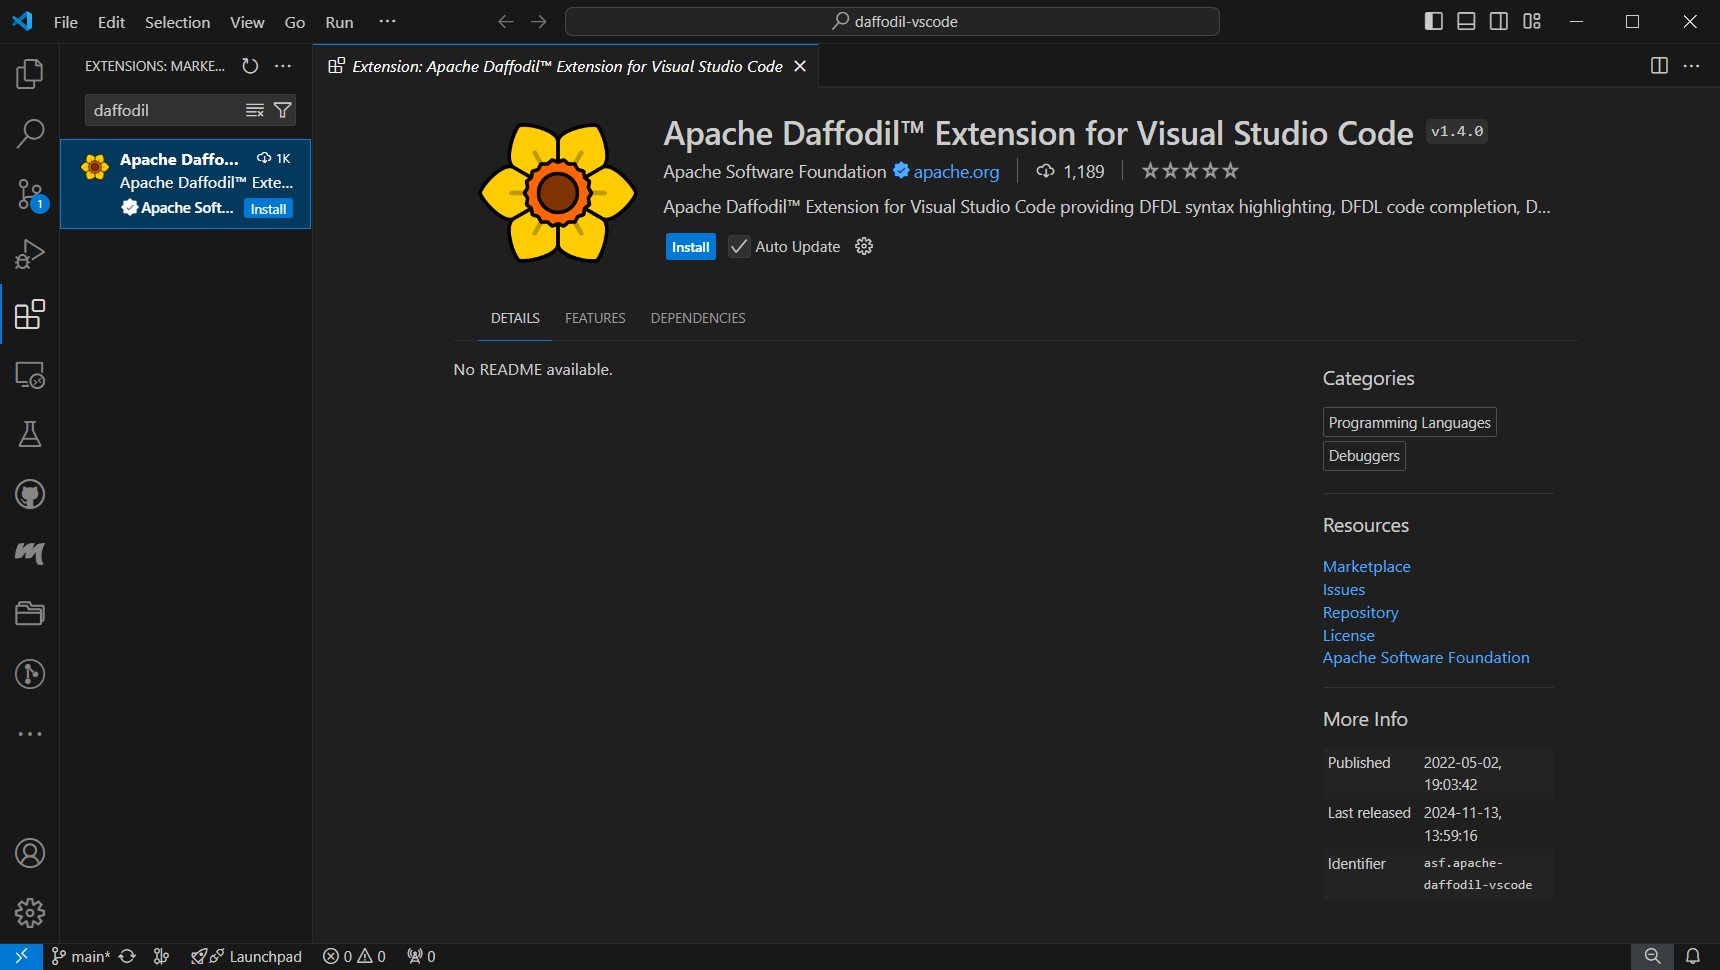 File Edit Selection View Go Run ···
daffodil-vscode
EXTENSIONS: MARKE...
Extension: Apache Daffodil™ Extension for Visual Studio Code
daffodil
Apache Daffo... 1K
Apache Daffodil™ Exte...
Apache Soft... Install
Apache Daffodil™ Extension for Visual Studio Code v1.4.0
Apache Software Foundation apache.org 1,189
Apache Daffodil™ Extension for Visual Studio Code providing DFDL syntax highlighting, DFDL code completion, D...
Install Auto Update
1
DETAILS FEATURES DEPENDENCIES
No README available.
Categories
Programming Languages
Debuggers
Resources
Marketplace
Issues
Repository
License
Apache Software Foundation
More Info
Published 2022-05-02,
19:03:42
Last released 2024-11-13,
13:59:16
Identifier asf.apache-
daffodil-vscode
main* Launchpad 0 0 0